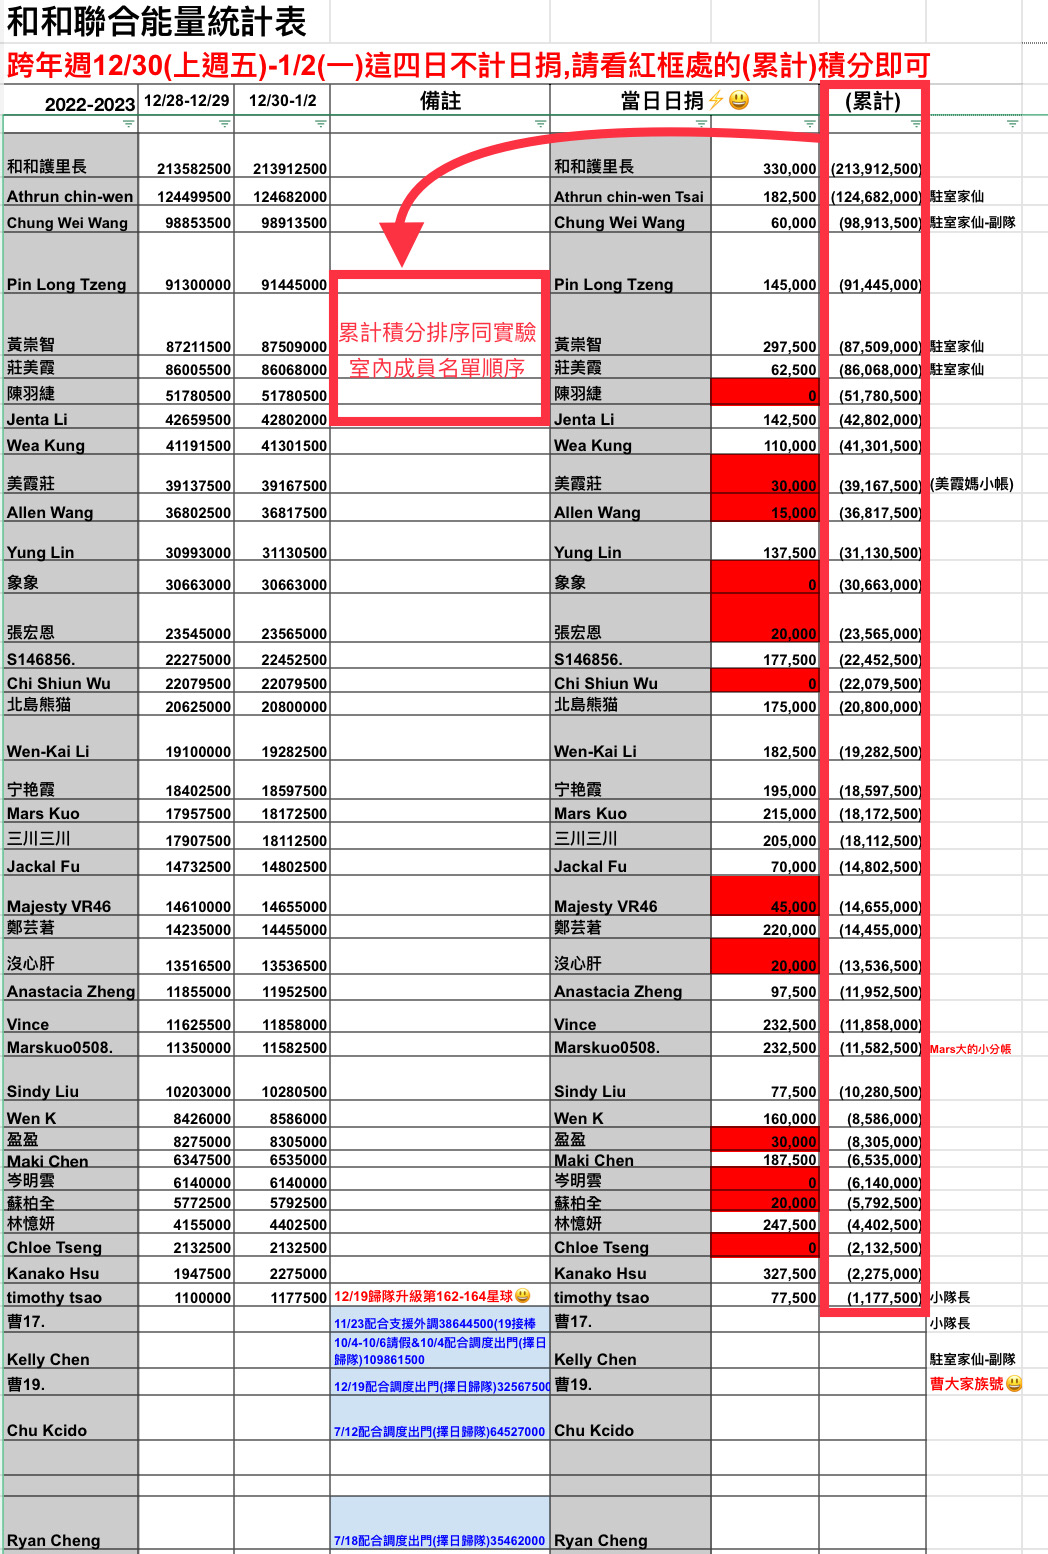 和和聯合能量統計表
跨年週12/30(上週五)-1/2(一)這四日不計日捐,請看紅框處的(累計)積分即可
2022-2023 12/28-12/29 12/30-1/2 備註 當日日捐⚡😃 (累計)
和和護里長 213582500 213912500 和和護里長 330,000 (213,912,500)
Athrun chin-wen 124499500 124682000 Athrun chin-wen Tsai 182,500 (124,682,000) 駐室家仙
Chung Wei Wang 98853500 98913500 Chung Wei Wang 60,000 (98,913,500) 駐室家仙-副隊
Pin Long Tzeng 91300000 91445000 Pin Long Tzeng 145,000 (91,445,000)
累計積分排序同實驗
室內成員名單順序
黃崇智 87211500 87509000 黃崇智 297,500 (87,509,000) 駐室家仙
莊美霞 86005500 86068000 莊美霞 62,500 (86,068,000) 駐室家仙
陳羽緁 51780500 51780500 陳羽緁 0 (51,780,500)
Jenta Li 42659500 42802000 Jenta Li 142,500 (42,802,000)
Wea Kung 41191500 41301500 Wea Kung 110,000 (41,301,500)
美霞莊 39137500 39167500 美霞莊 30,000 (39,167,500) (美霞媽小帳)
Allen Wang 36802500 36817500 Allen Wang 15,000 (36,817,500)
Yung Lin 30993000 31130500 Yung Lin 137,500 (31,130,500)
象象 30663000 30663000 象象 0 (30,663,000)
張宏恩 23545000 23565000 張宏恩 20,000 (23,565,000)
S146856. 22275000 22452500 S146856. 177,500 (22,452,500)
Chi Shiun Wu 22079500 22079500 Chi Shiun Wu 0 (22,079,500)
北島熊猫 20625000 20800000 北島熊猫 175,000 (20,800,000)
Wen-Kai Li 19100000 19282500 Wen-Kai Li 182,500 (19,282,500)
宁艳霞 18402500 18597500 宁艳霞 195,000 (18,597,500)
Mars Kuo 17957500 18172500 Mars Kuo 215,000 (18,172,500)
三川三川 17907500 18112500 三川三川 205,000 (18,112,500)
Jackal Fu 14732500 14802500 Jackal Fu 70,000 (14,802,500)
Majesty VR46 14610000 14655000 Majesty VR46 45,000 (14,655,000)
鄭芸著 14235000 14455000 鄭芸著 220,000 (14,455,000)
沒心肝 13516500 13536500 沒心肝 20,000 (13,536,500)
Anastacia Zheng 11855000 11952500 Anastacia Zheng 97,500 (11,952,500)
Vince 11625500 11858000 Vince 232,500 (11,858,000)
Marskuo0508. 11350000 11582500 Marskuo0508. 232,500 (11,582,500) Mars大的小分帳
Sindy Liu 10203000 10280500 Sindy Liu 77,500 (10,280,500)
Wen K 8426000 8586000 Wen K 160,000 (8,586,000)
盈盈 8275000 8305000 盈盈 30,000 (8,305,000)
Maki Chen 6347500 6535000 Maki Chen 187,500 (6,535,000)
岑明雲 6140000 6140000 岑明雲 0 (6,140,000)
蘇柏全 5772500 5792500 蘇柏全 20,000 (5,792,500)
林憶妍 4155000 4402500 林憶妍 247,500 (4,402,500)
Chloe Tseng 2132500 2132500 Chloe Tseng 0 (2,132,500)
Kanako Hsu 1947500 2275000 Kanako Hsu 327,500 (2,275,000)
timothy tsao 1100000 1177500 12/19歸隊升級第162-164星球😃 timothy tsao 77,500 (1,177,500) 小隊長
曹17. 11/23配合支援外調38644500(19接棒 曹17. 小隊長
10/4-10/6請假&10/4配合調度出門(擇日
Kelly Chen 歸隊)109861500 Kelly Chen 駐室家仙-副隊
曹19. 12/19配合調度出門(擇日歸隊)32567500 曹19. 曹大家族號😃
Chu Kcido 7/12配合調度出門(擇日歸隊)64527000 Chu Kcido
Ryan Cheng 7/18配合調度出門(擇日歸隊)35462000 Ryan Cheng